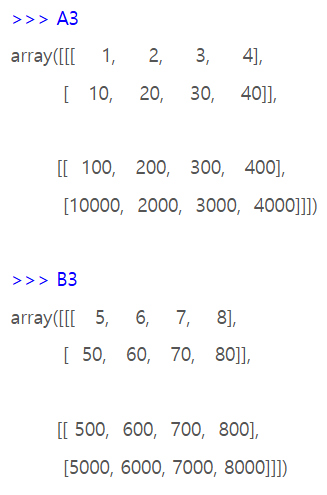 >>> A3
array([[[ 1, 2, 3, 4],
[ 10, 20, 30, 40]],
[[ 100, 200, 300, 400],
[10000, 2000, 3000, 4000]]])
>>> B3
array([[[ 5, 6, 7, 8],
[ 50, 60, 70, 80]],
[[ 500, 600, 700, 800],
[5000, 6000, 7000, 8000]]])